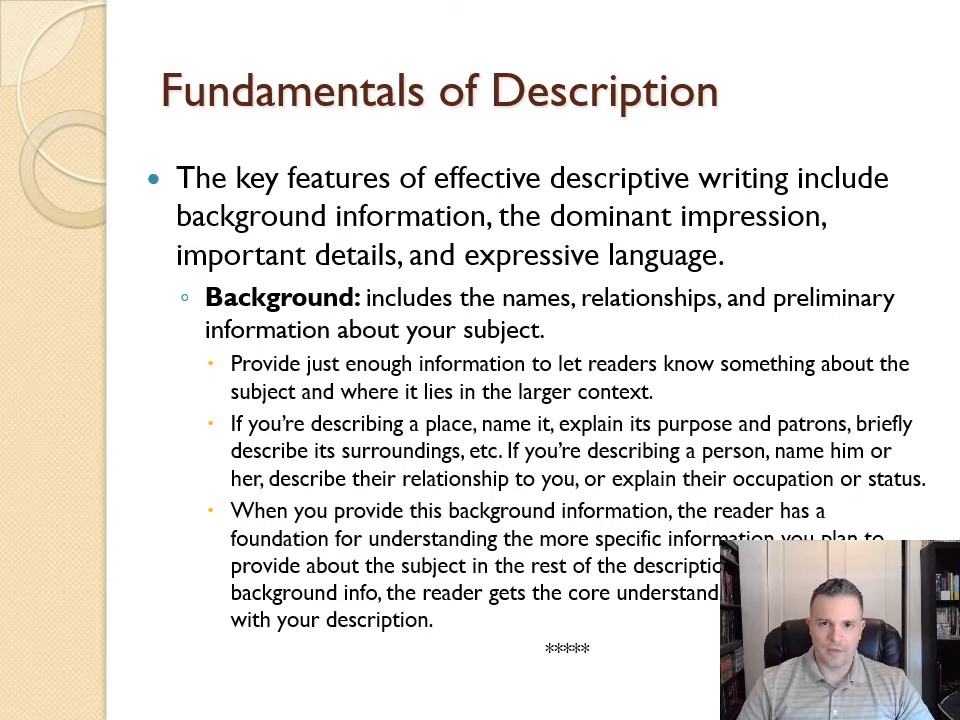 Fundamentals of Description
• The key features of effective descriptive writing include
background information, the dominant impression,
important details, and expressive language.
◦ Background: includes the names, relationships, and preliminary
information about your subject.
• Provide just enough information to let readers know something about the
subject and where it lies in the larger context.
• If you’re describing a place, name it, explain its purpose and patrons, briefly
describe its surroundings, etc. If you’re describing a person, name him or
her, describe their relationship to you, or explain their occupation or status.
• When you provide this background information, the reader has a
foundation for understanding the more specific information you plan to
provide about the subject in the rest of the
background info, the reader gets the core
with your description.
*****